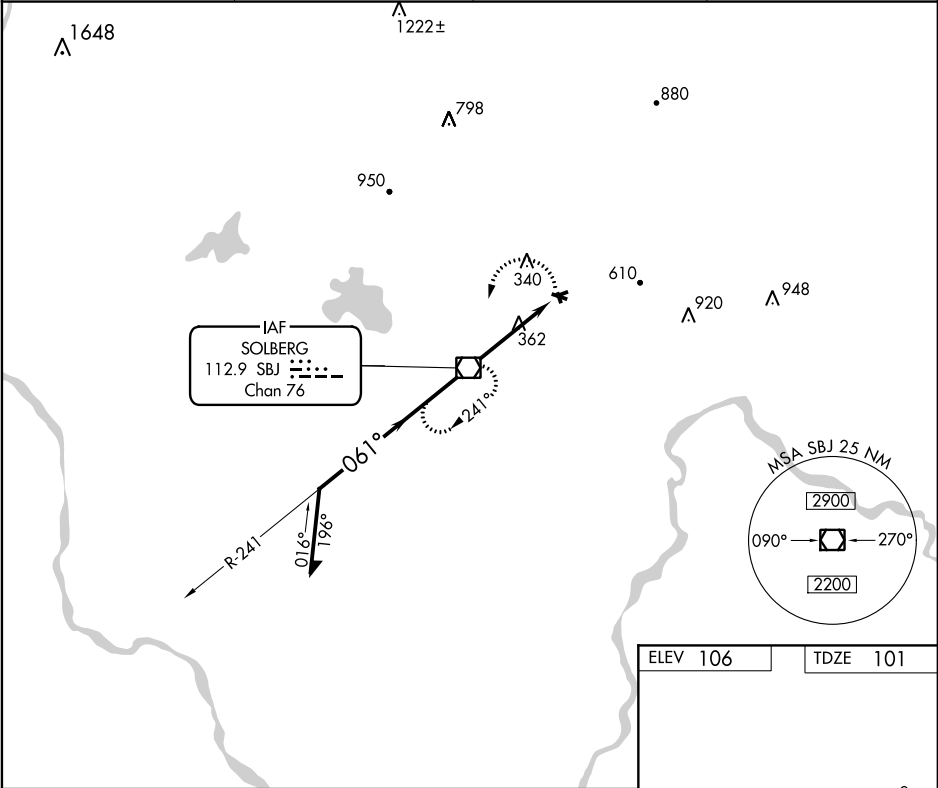 1648
1222±
798
880
950
340
610
920
948
362
IAF
SOLBERG
112.9 SBJ
Chan 76
241°
061°
R-241
016°
196°
MSA SBJ 25 NM
2900
090°
270°
2200
ELEV 106
TDZE 101